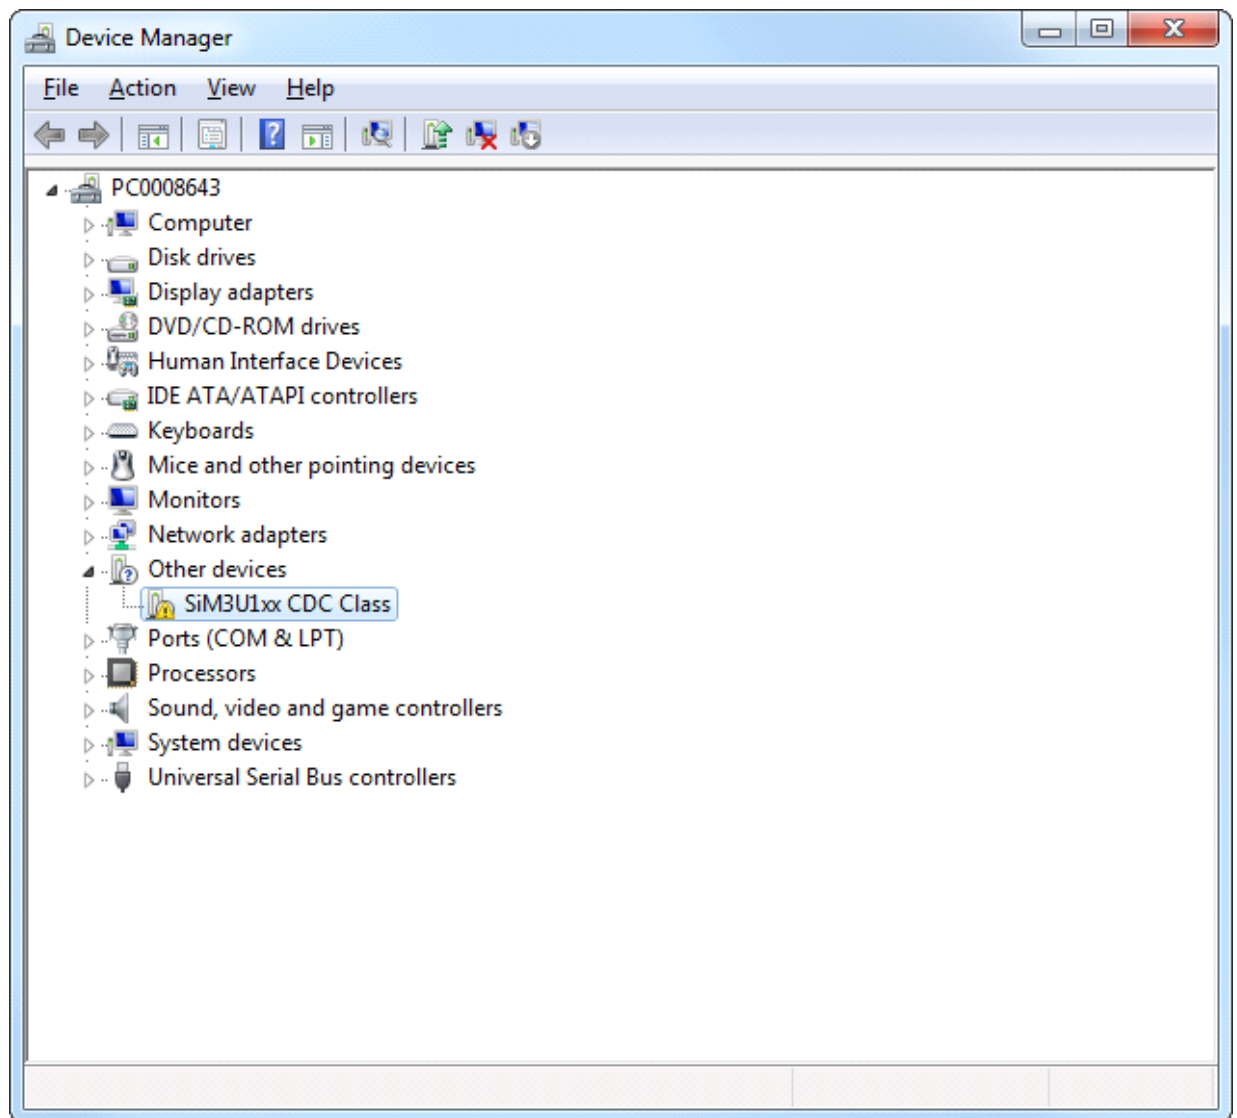 Device Manager
File Action View Help
PC0008643
Computer
Disk drives
Display adapters
DVD/CD-ROM drives
Human Interface Devices
IDE ATA/ATAPI controllers
Keyboards
Mice and other pointing devices
Monitors
Network adapters
Other devices
SiM3U1xx CDC Class
Ports (COM & LPT)
Processors
Sound, video and game controllers
System devices
Universal Serial Bus controllers